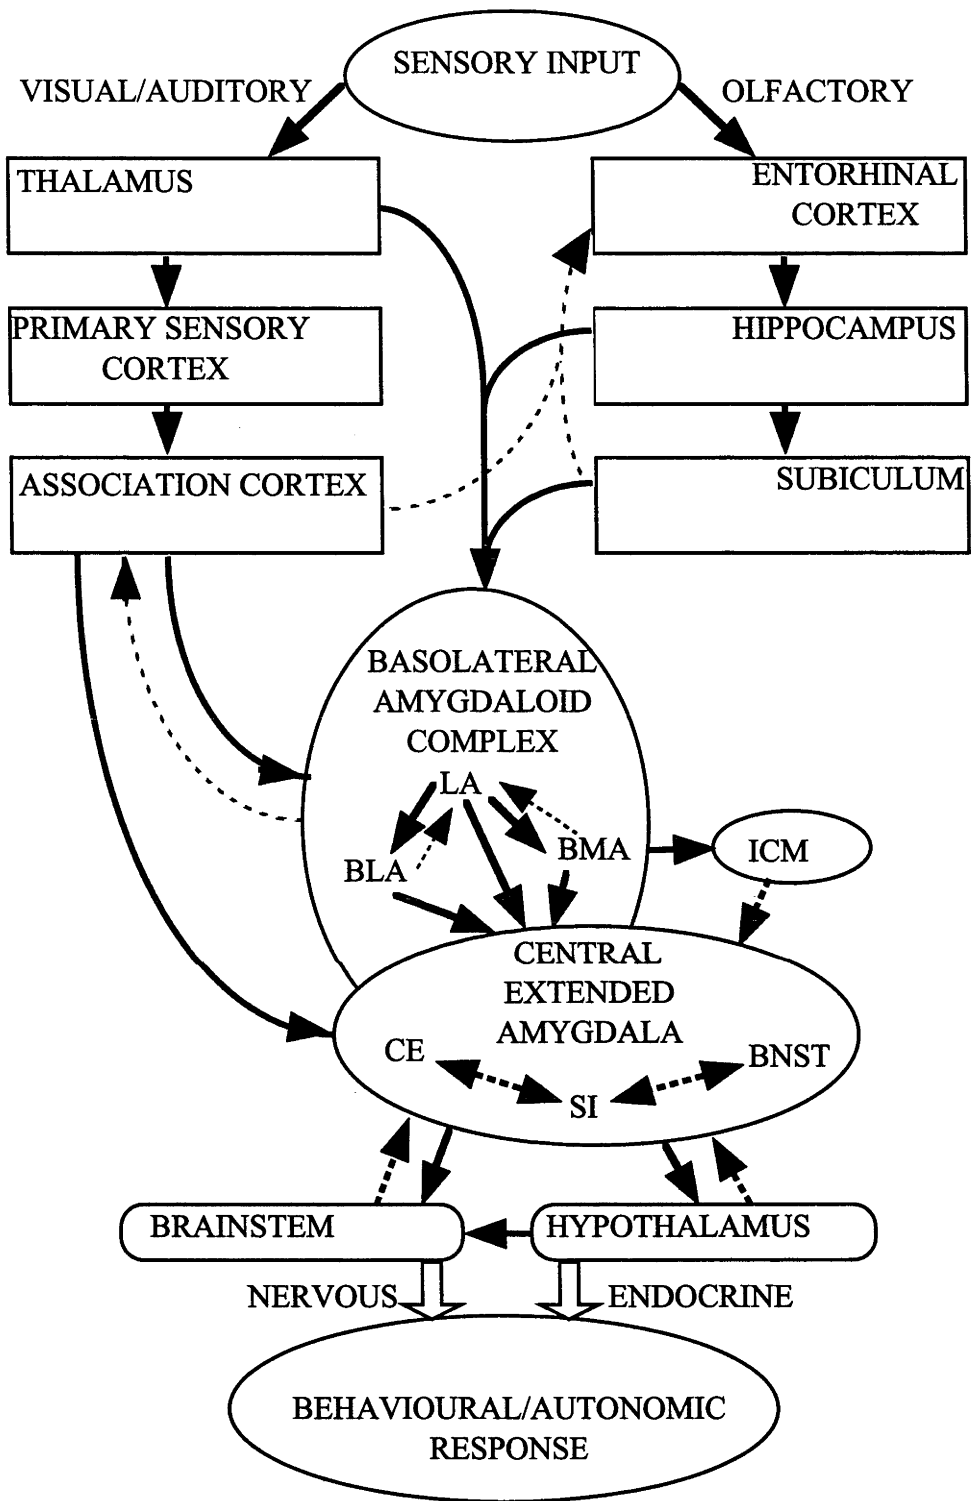 SENSORY INPUT
VISUAL/AUDITORY
OLFACTORY
THALAMUS
ENTORHINAL
CORTEX
PRIMARY SENSORY
CORTEX
HIPPOCAMPUS
ASSOCIATION CORTEX
SUBICULUM
BASOLATERAL
AMYGDALOID
COMPLEX
LA
BLA
BMA
ICM
CENTRAL
EXTENDED
AMYGDALA
CE
BNST
SI
BRAINSTEM
HYPOTHALAMUS
NERVOUS
ENDOCRINE
BEHAVIOURAL/AUTONOMIC
RESPONSE